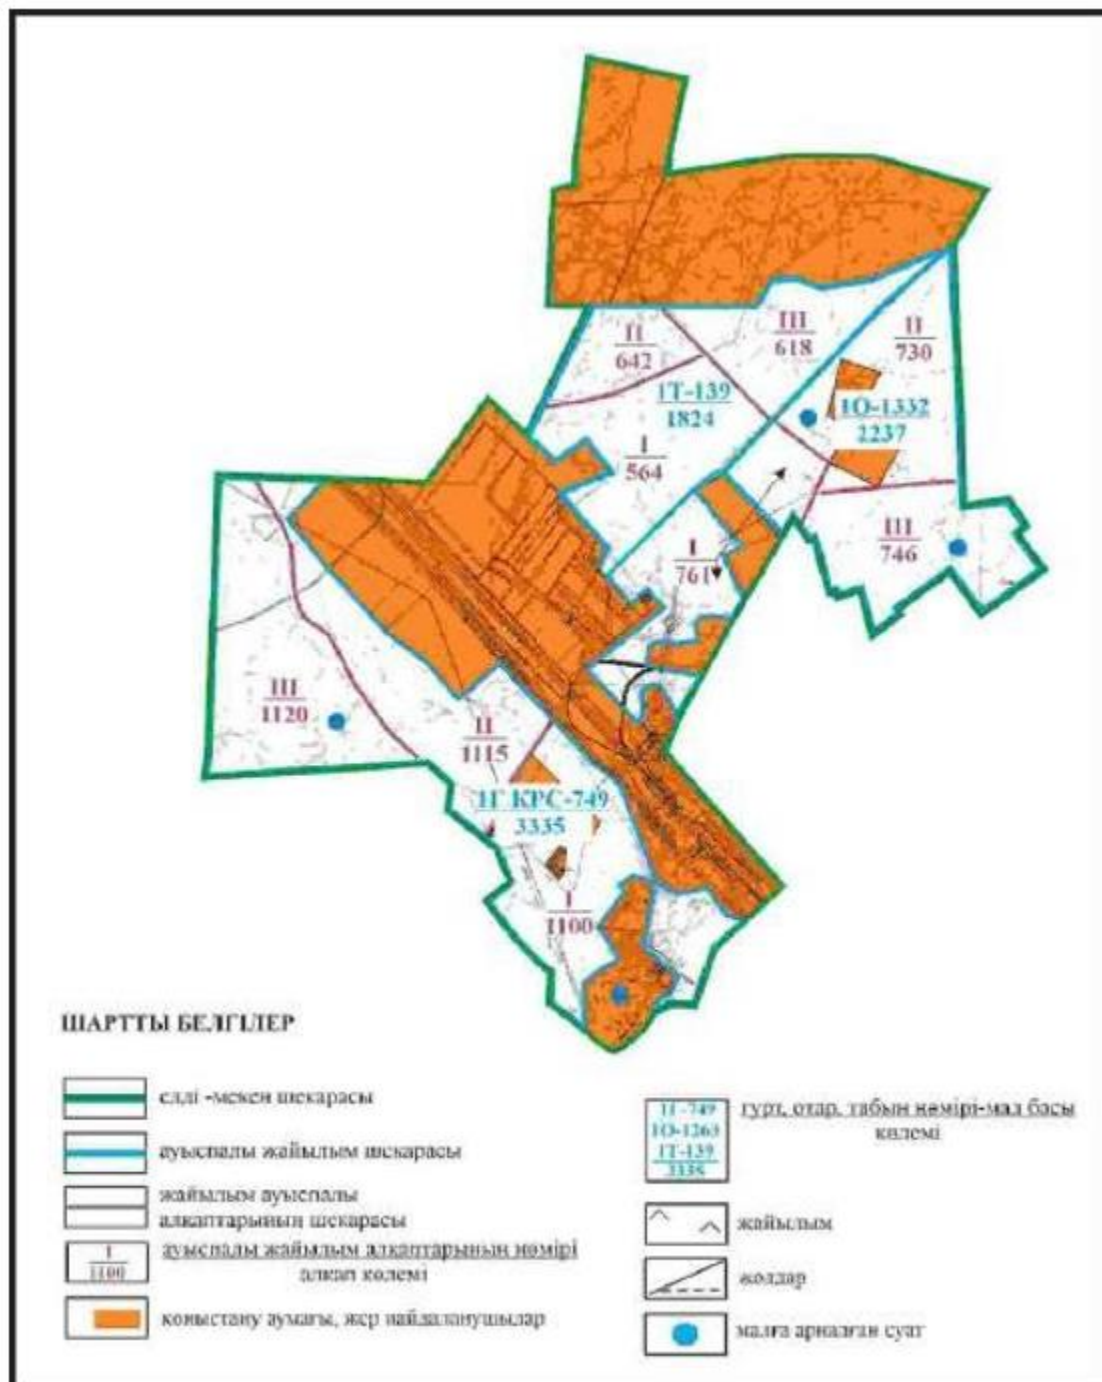 III
618
II
730
II
642
1Т-139
1824
1О-1332
2237
I
564
III
746
I
761
III
1120
II
1115
1Г КРС-749
3335
I
1100
ШАРТТЫ БЕЛГІЛЕР
елді -мекен шекарасы
ауыспалы жайылым шекарасы
жайылым ауыспалы
алқаптарының шекарасы
I
1100
ауыспалы жайылым алқаптарының нөмірі
алқап көлемі
қоныстану аумағы, жер пайдаланушылар
1Г-749
1О-1263
1Т-139
3335
гурт, отар, табын нөмірі-мал басы
көлемі
жайылым
жолдар
малға арналған суат